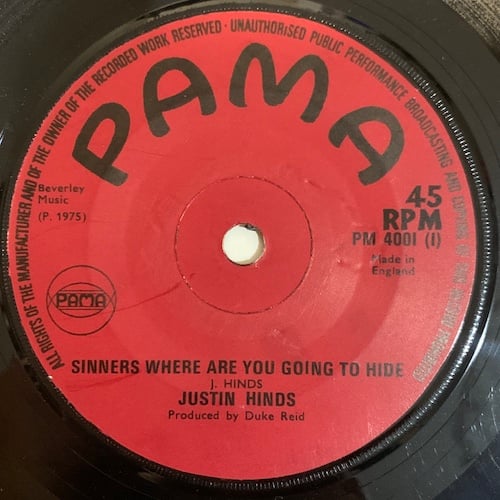 ALL RIGHTS OF THE MANUFACTURER AND OF THE OWNER OF THE RECORDED WORK RESERVED · UNAUTHORISED PUBLIC PERFORMANCE BROADCASTING AND COPYING OF THIS RECORD PROHIBITED
PAMA
Beverley
Music
(P. 1975)
45
RPM
PM 4001 (1)
Made in
England
PAMA
SINNERS WHERE ARE YOU GOING TO HIDE
J. HINDS
JUSTIN HINDS
Produced by Duke Reid